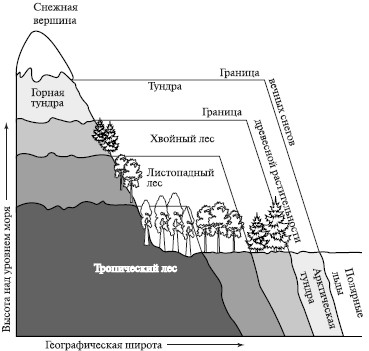 Снежная
вершина
Горная
тундра
Тундра
Граница
вечных снегов
Граница
древесной растительности
Хвойный лес
Листопадный
лес
Тропический лес
Арктическая
тундра
Полярные
льды
Высота над уровнем моря
Географическая широта